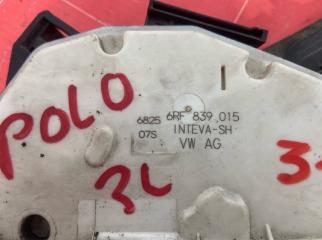 6825 6RF 839 015
07S INTEVA-SH
VW AG
POLO
3L
3-